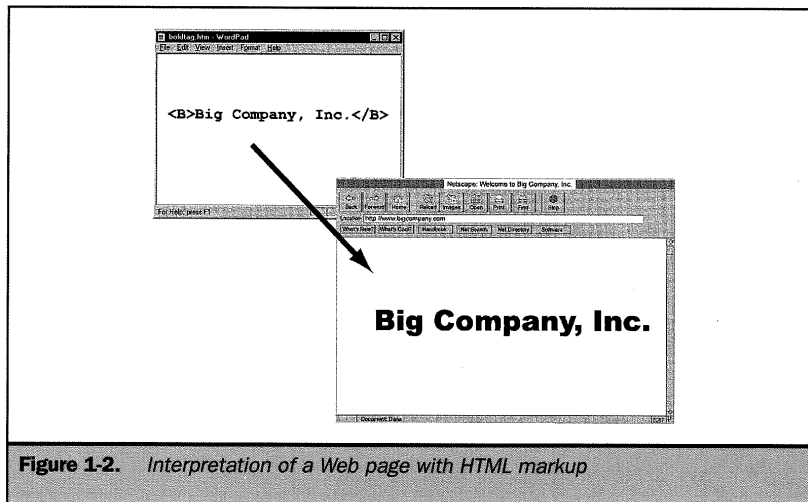 boldtag.htm - WordPad
File Edit View Insert Format Help
<B>Big Company, Inc.</B>
For Help, press F1
Netscape: Welcome to Big Company, Inc.
Back Forward Home Reload Images Open Print Find Stop
Location: http://www.bigcompany.com
What's New? What's Cool? Handbook Net Search Net Directory Software
Big Company, Inc.
Document: Done
Figure 1-2. Interpretation of a Web page with HTML markup